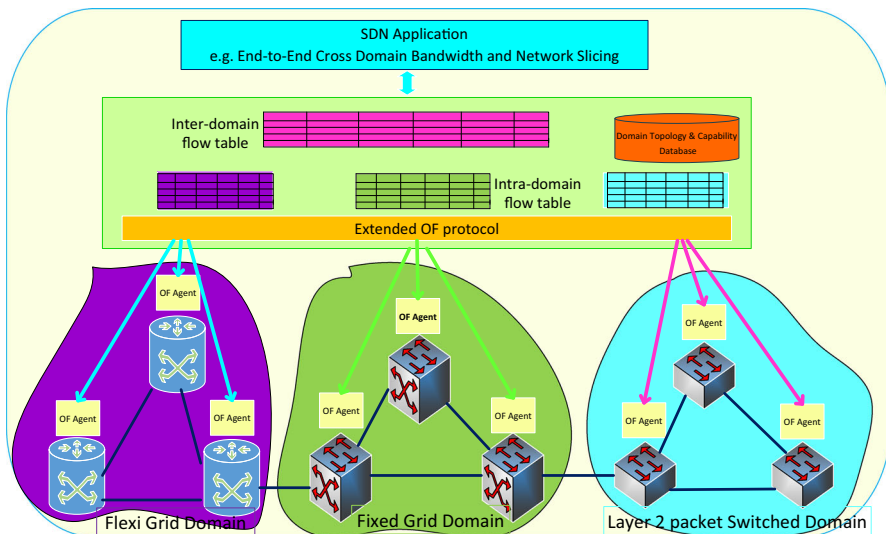 SDN Application
e.g. End-to-End Cross Domain Bandwidth and Network Slicing
Inter-domain
flow table
Domain Topology & Capability
Database
Intra-domain
flow table
Extended OF protocol
OF Agent
OF Agent
OF Agent
OF Agent
OF Agent
OF Agent
OF Agent
OF Agent
OF Agent
Flexi Grid Domain
Fixed Grid Domain
Layer 2 packet Switched Domain